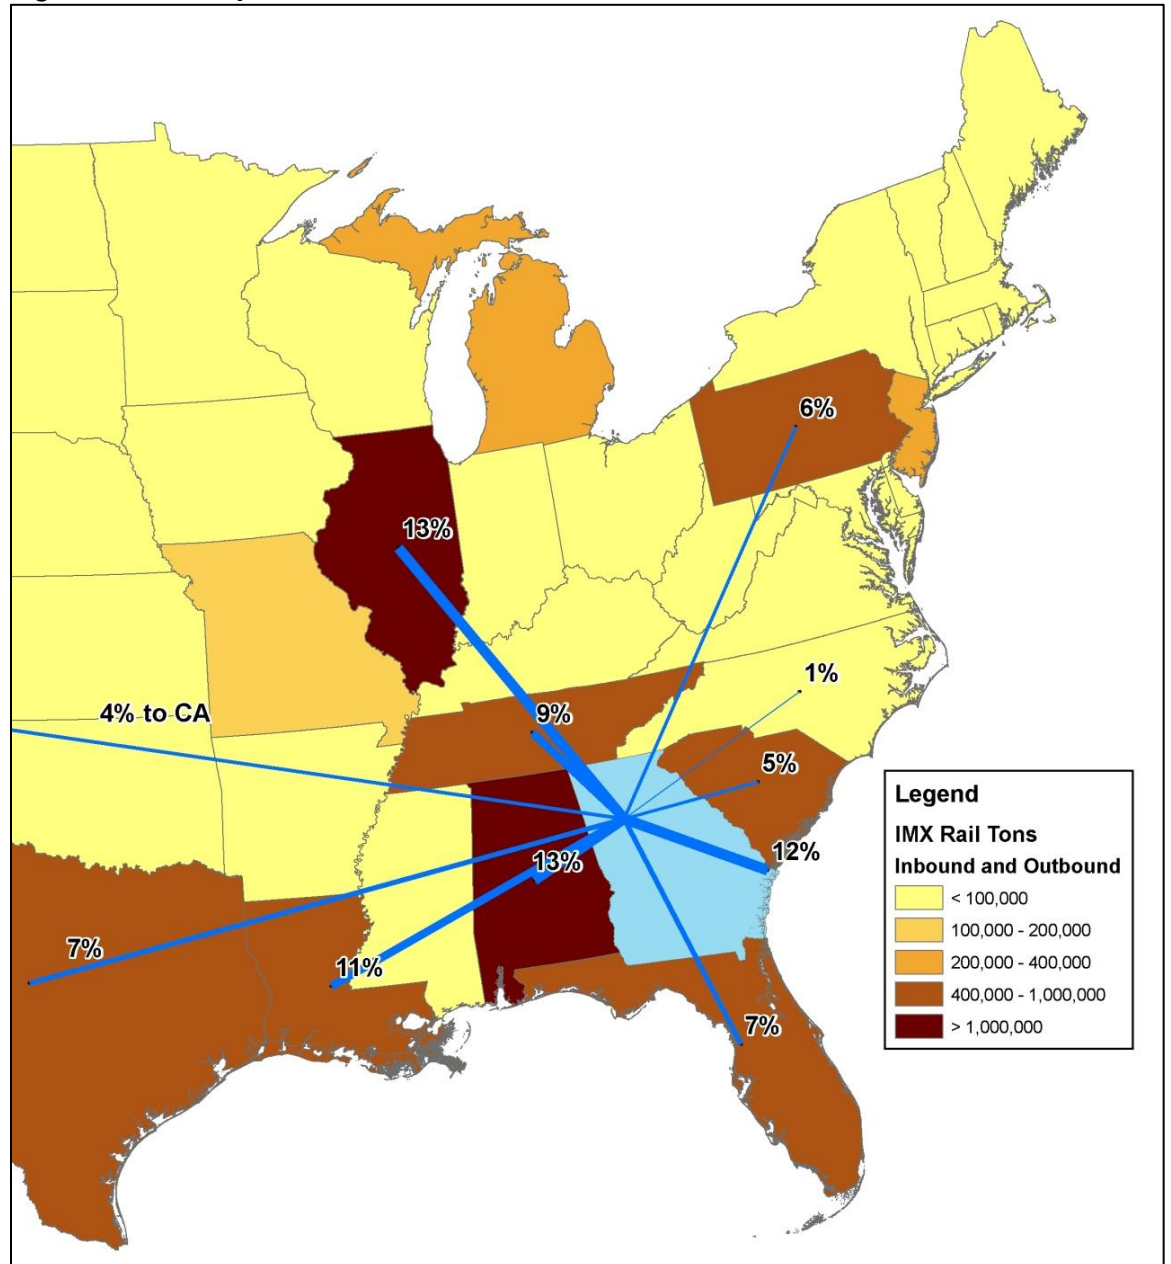 6%
13%
1%
9%
4% to CA
5%
12%
13%
7%
11%
7%
Legend
IMX Rail Tons
Inbound and Outbound
< 100,000
100,000 - 200,000
200,000 - 400,000
400,000 - 1,000,000
> 1,000,000